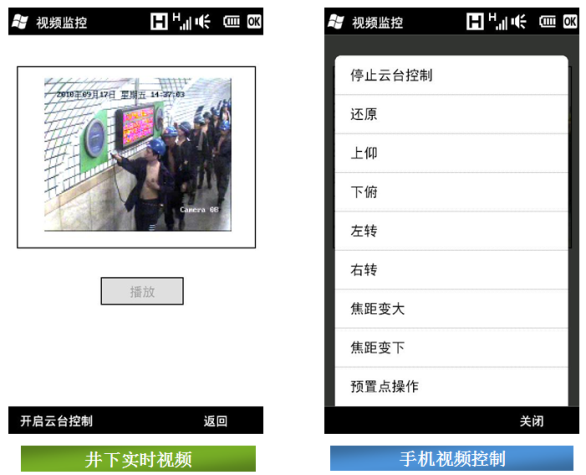 视频监控
H
H
OK
2010年09月17日 星期五 14:37:03
Camera 08
播放
开启云台控制
返回
井下实时视频
视频监控
H
H
OK
停止云台控制
还原
上仰
下俯
左转
右转
焦距变大
焦距变下
预置点操作
关闭
手机视频控制